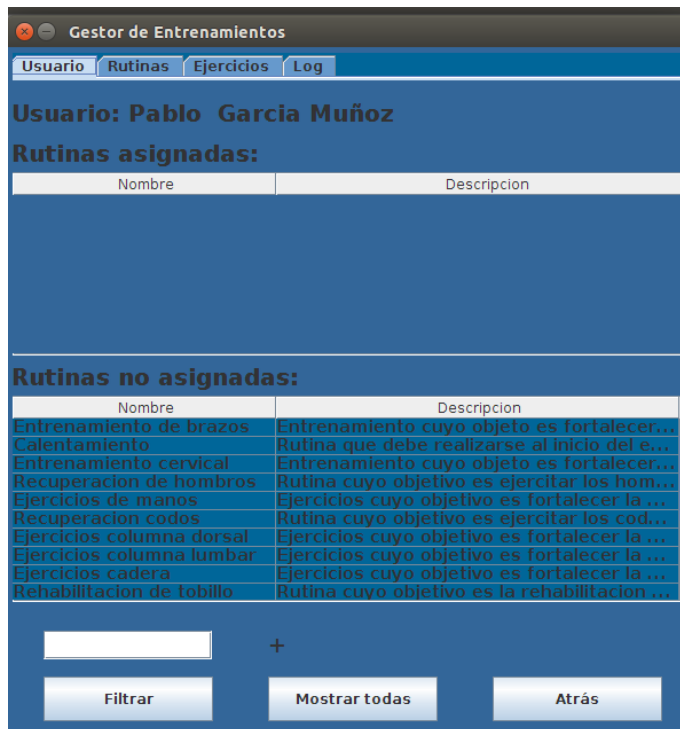 Gestor de Entrenamientos
Usuario Rutinas Ejercicios Log
Usuario: Pablo  Garcia Muñoz
Rutinas asignadas:
Nombre Descripcion
Rutinas no asignadas:
Nombre Descripcion
Entrenamiento de brazos Entrenamiento cuyo objeto es fortalecer...
Calentamiento Rutina que debe realizarse al inicio del e...
Entrenamiento cervical Entrenamiento cuyo objeto es fortalecer...
Recuperacion de hombros Rutina cuyo objetivo es ejercitar los hom...
Ejercicios de manos Ejercicios cuyo objetivo es fortalecer la ...
Recuperacion codos Rutina cuyo objetivo es ejercitar los cod...
Ejercicios columna dorsal Ejercicios cuyo objetivo es fortalecer la ...
Ejercicios columna lumbar Ejercicios cuyo objetivo es fortalecer la ...
Ejercicios cadera Ejercicios cuyo objetivo es fortalecer la ...
Rehabilitacion de tobillo Rutina cuyo objetivo es la rehabilitacion ...
+
Filtrar Mostrar todas Atrás